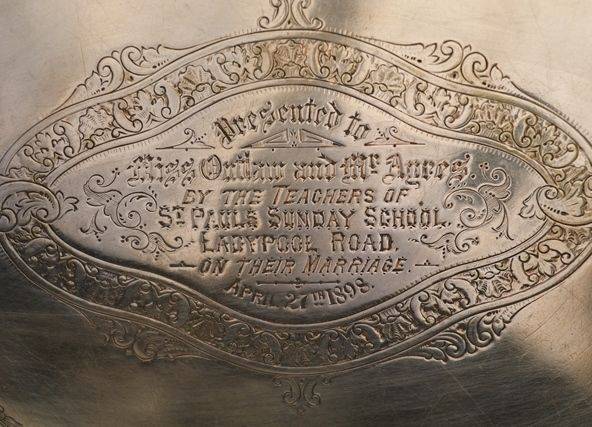 Presented to
Miss Outlaw and Mr Ayres.
BY THE TEACHERS OF
ST PAULS SUNDAY SCHOOL.
LADYPOOL ROAD.
ON THEIR MARRIAGE.
APRIL 27TH 1898.